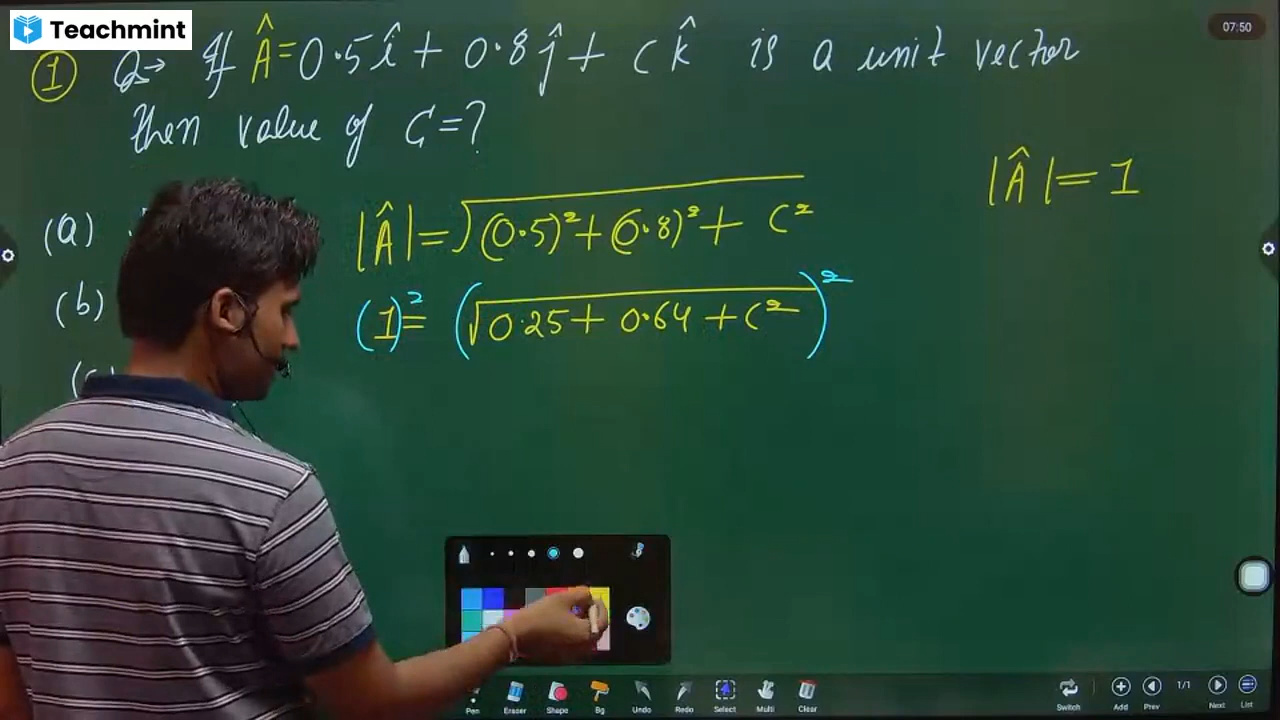 Teachmint
07:50
① Q→ If Â=0.5î+ 0.8ĵ+ ck̂ is a unit vector
then value of C=?
|Â|=1
(a)
|Â|=√(0.5)²+(0.8)²+ c²
(b)
(1)²= (√0.25+ 0.64 +c²)²
Pen Eraser Shape Bg Undo Redo Select Multi Clear Switch Add Prev 1/1 Next List